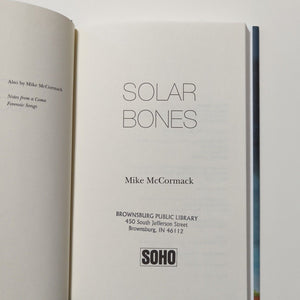 Also by Mike McCormack
Notes from a Coma
Forensic Songs
SOLAR
BONES
Mike McCormack
BROWNSBURG PUBLIC LIBRARY
450 South Jefferson Street
Brownsburg, IN 46112
SOHO